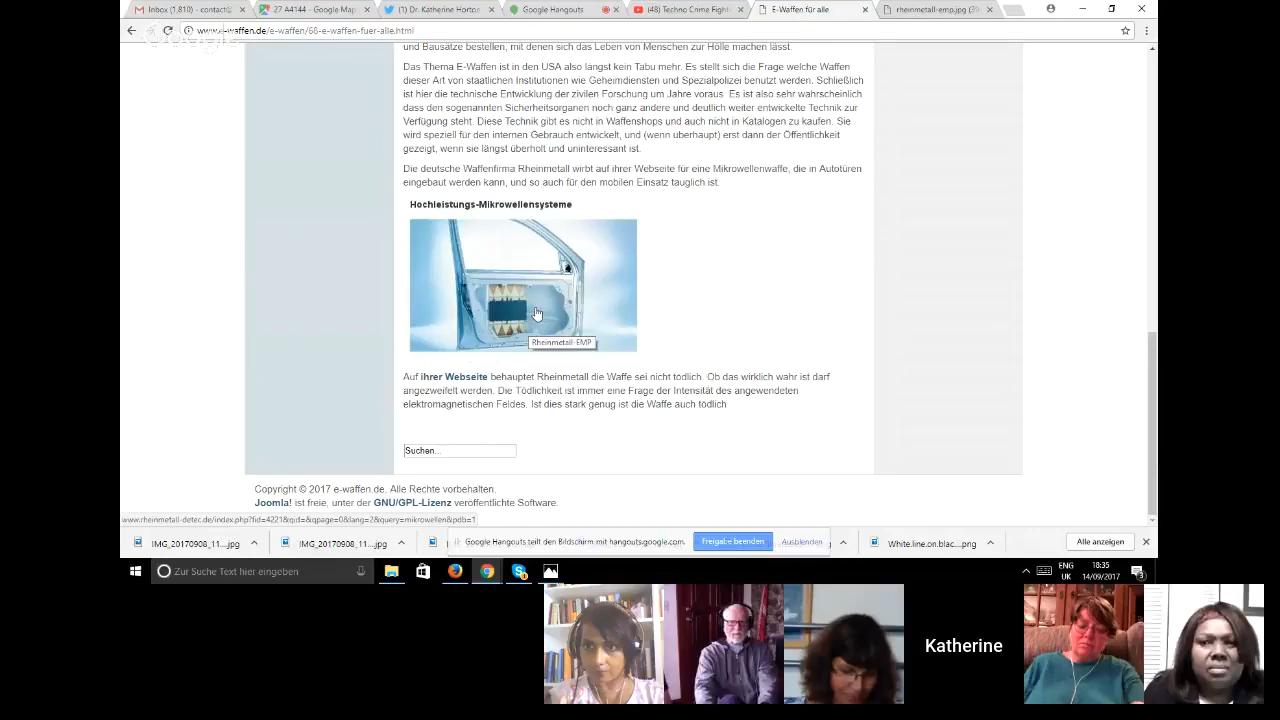 Inbox (1,810) - contact@
27 A4144 - Google Map
(1) Dr. Katherine Horton
Google Hangouts
(48) Techno Crime Fight
E-Waffen für alle
rheinmetall-emp.jpg
www.e-waffen.de/e-waffen/68-e-waffen-fuer-alle.html
und Bausätze bestellen, mit denen sich das Leben von Menschen zur Hölle machen lässt.
Das Thema E-Waffen ist in den USA also längst kein Tabu mehr. Es stellt sich die Frage welche Waffen
dieser Art von staatlichen Institutionen wie Geheimdiensten und Spezialpolizei benutzt werden. Schließlich
ist hier die technische Entwicklung der zivilen Forschung um Jahre voraus. Es ist also sehr wahrscheinlich
dass den sogenannten Sicherheitsorganen noch ganz andere und deutlich weiter entwickelte Technik zur
Verfügung steht. Diese Technik gibt es nicht in Waffenshops und auch nicht in Katalogen zu kaufen. Sie
wird speziell für den internen Gebrauch entwickelt, und (wenn überhaupt) erst dann der Öffentlichkeit
gezeigt, wenn sie längst überholt und uninteressant ist.
Die deutsche Waffenfirma Rheinmetall wirbt auf ihrer Webseite für eine Mikrowellenwaffe, die in Autotüren
eingebaut werden kann, und so auch für den mobilen Einsatz tauglich ist.
Hochleistungs-Mikrowellensysteme
Rheinmetall-EMP
Auf ihrer Webseite behauptet Rheinmetall die Waffe sei nicht tödlich. Ob das wirklich wahr ist darf
angezweifelt werden. Die Tödlichkeit ist immer eine Frage der Intensität des angewendeten
elektromagnetischen Feldes. Ist dies stark genug ist die Waffe auch tödlich
Suchen...
Copyright © 2017 e-waffen.de. Alle Rechte vorbehalten.
Joomla! ist freie, unter der GNU/GPL-Lizenz veröffentlichte Software.
www.rheinmetall-detec.de/index.php?fid=4221&qid=&qpage=0&lang=2&query=mikrowellen&pdb=1
IMG_20170908_11....jpg
IMG_20170908_11....jpg
Google Hangouts teilt den Bildschirm mit hangouts.google.com.
Freigabe beenden
Ausblenden
White.line.on.blac....png
Alle anzeigen
Zur Suche Text hier eingeben
ENG
UK
18:35
14/09/2017
3
Katherine